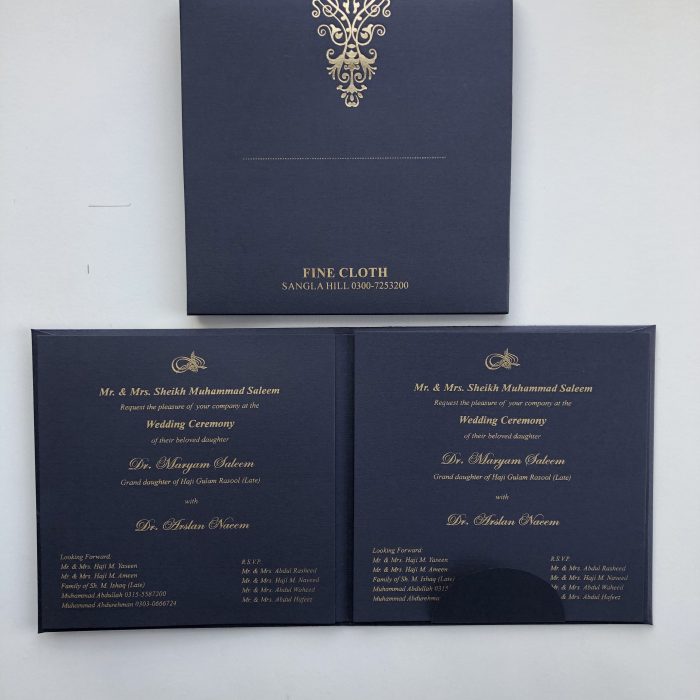 FINE CLOTH
SANGLA HILL 0300-7253200
Mr. & Mrs. Sheikh Muhammad Saleem
Request the pleasure of your company at the
Wedding Ceremony
of their beloved daughter
Dr. Maryam Saleem
Grand daughter of Haji Gulam Rasool (Late)
with
Dr. Arslan Naeem
Looking Forward:
Mr. & Mrs. Haji M. Yaseen
Mr. & Mrs. Haji M. Ameen
Family of Sh. M. Ishaq (Late)
Muhammad Abdullah 0315-5587200
Muhammad Abdurehman 0303-0666724
R.S.V.P.
Mr. & Mrs. Abdul Rasheed
Mr. & Mrs. Haji M. Naveed
Mr. & Mrs. Abdul Waheed
Mr. & Mrs. Abdul Hafeez
Mr. & Mrs. Sheikh Muhammad Saleem
Request the pleasure of your company at the
Wedding Ceremony
of their beloved daughter
Dr. Maryam Saleem
Grand daughter of Haji Gulam Rasool (Late)
with
Dr. Arslan Naeem
Looking Forward:
Mr. & Mrs. Haji M. Yaseen
Mr. & Mrs. Haji M. Ameen
Family of Sh. M. Ishaq (Late)
Muhammad Abdullah 0315
Muhammad Abdurehman
R.S.V.P.
Mr. & Mrs. Abdul Rasheed
Mr. & Mrs. Haji M. Naveed
& Mrs. Abdul Waheed
& Mrs. Abdul Hafeez